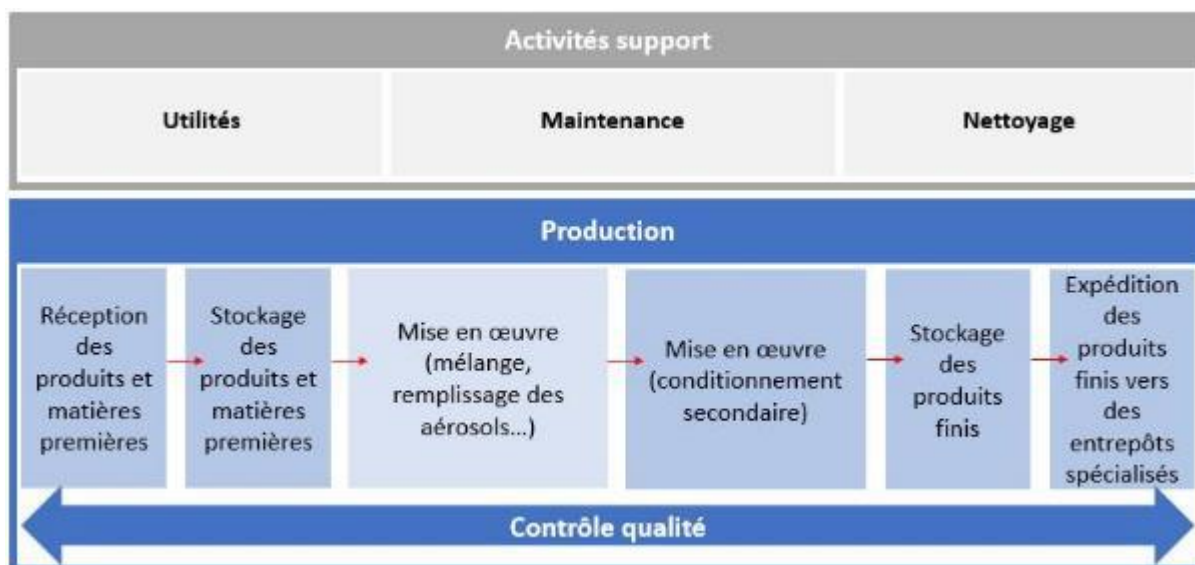 Activités support
Utilités
Maintenance
Nettoyage
Production
Réception
des
produits et
matières
premières
Stockage
des
produits et
matières
premières
Mise en œuvre
(mélange,
remplissage des
aérosols...)
Mise en œuvre
(conditionnement
secondaire)
Stockage
des
produits
finis
Expédition
des
produits
finis vers
des
entrepôts
spécialisés
Contrôle qualité